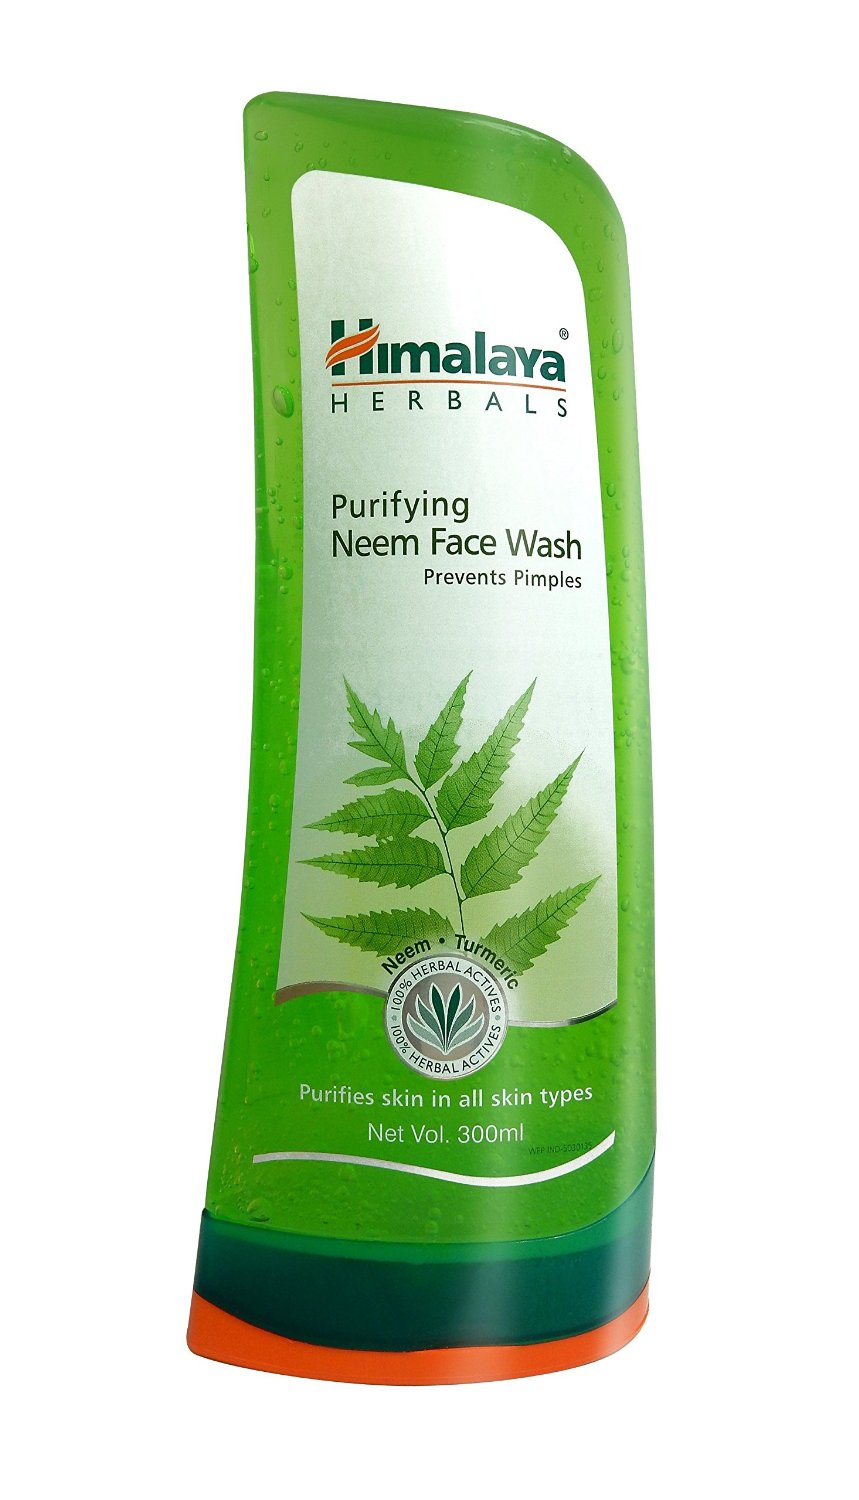 Himalaya®
HERBALS
Purifying
Neem Face Wash
Prevents Pimples
Neem • Turmeric
100% HERBAL ACTIVES • 100% HERBAL ACTIVES •
Purifies skin in all skin types
Net Vol. 300ml